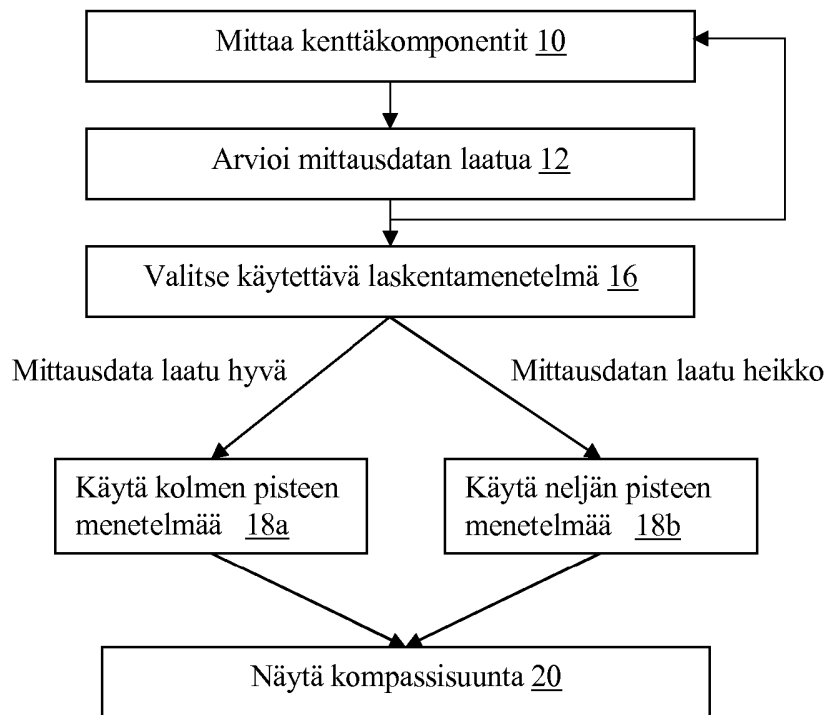 Mittaa kenttäkomponentit 10
Arvioi mittausdatan laatua 12
Valitse käytettävä laskentamenetelmä 16
Mittausdata laatu hyvä
Mittausdatan laatu heikko
Käytä kolmen pisteen
menetelmää 18a
Käytä neljän pisteen
menetelmää 18b
Näytä kompassisuunta 20